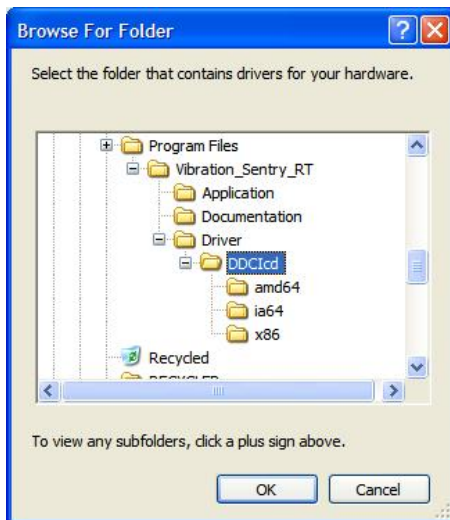 Browse For Folder
Select the folder that contains drivers for your hardware.
Program Files
Vibration_Sentry_RT
Application
Documentation
Driver
DDCIcd
amd64
ia64
x86
Recycled
RECYCLER
To view any subfolders, click a plus sign above.
OK Cancel